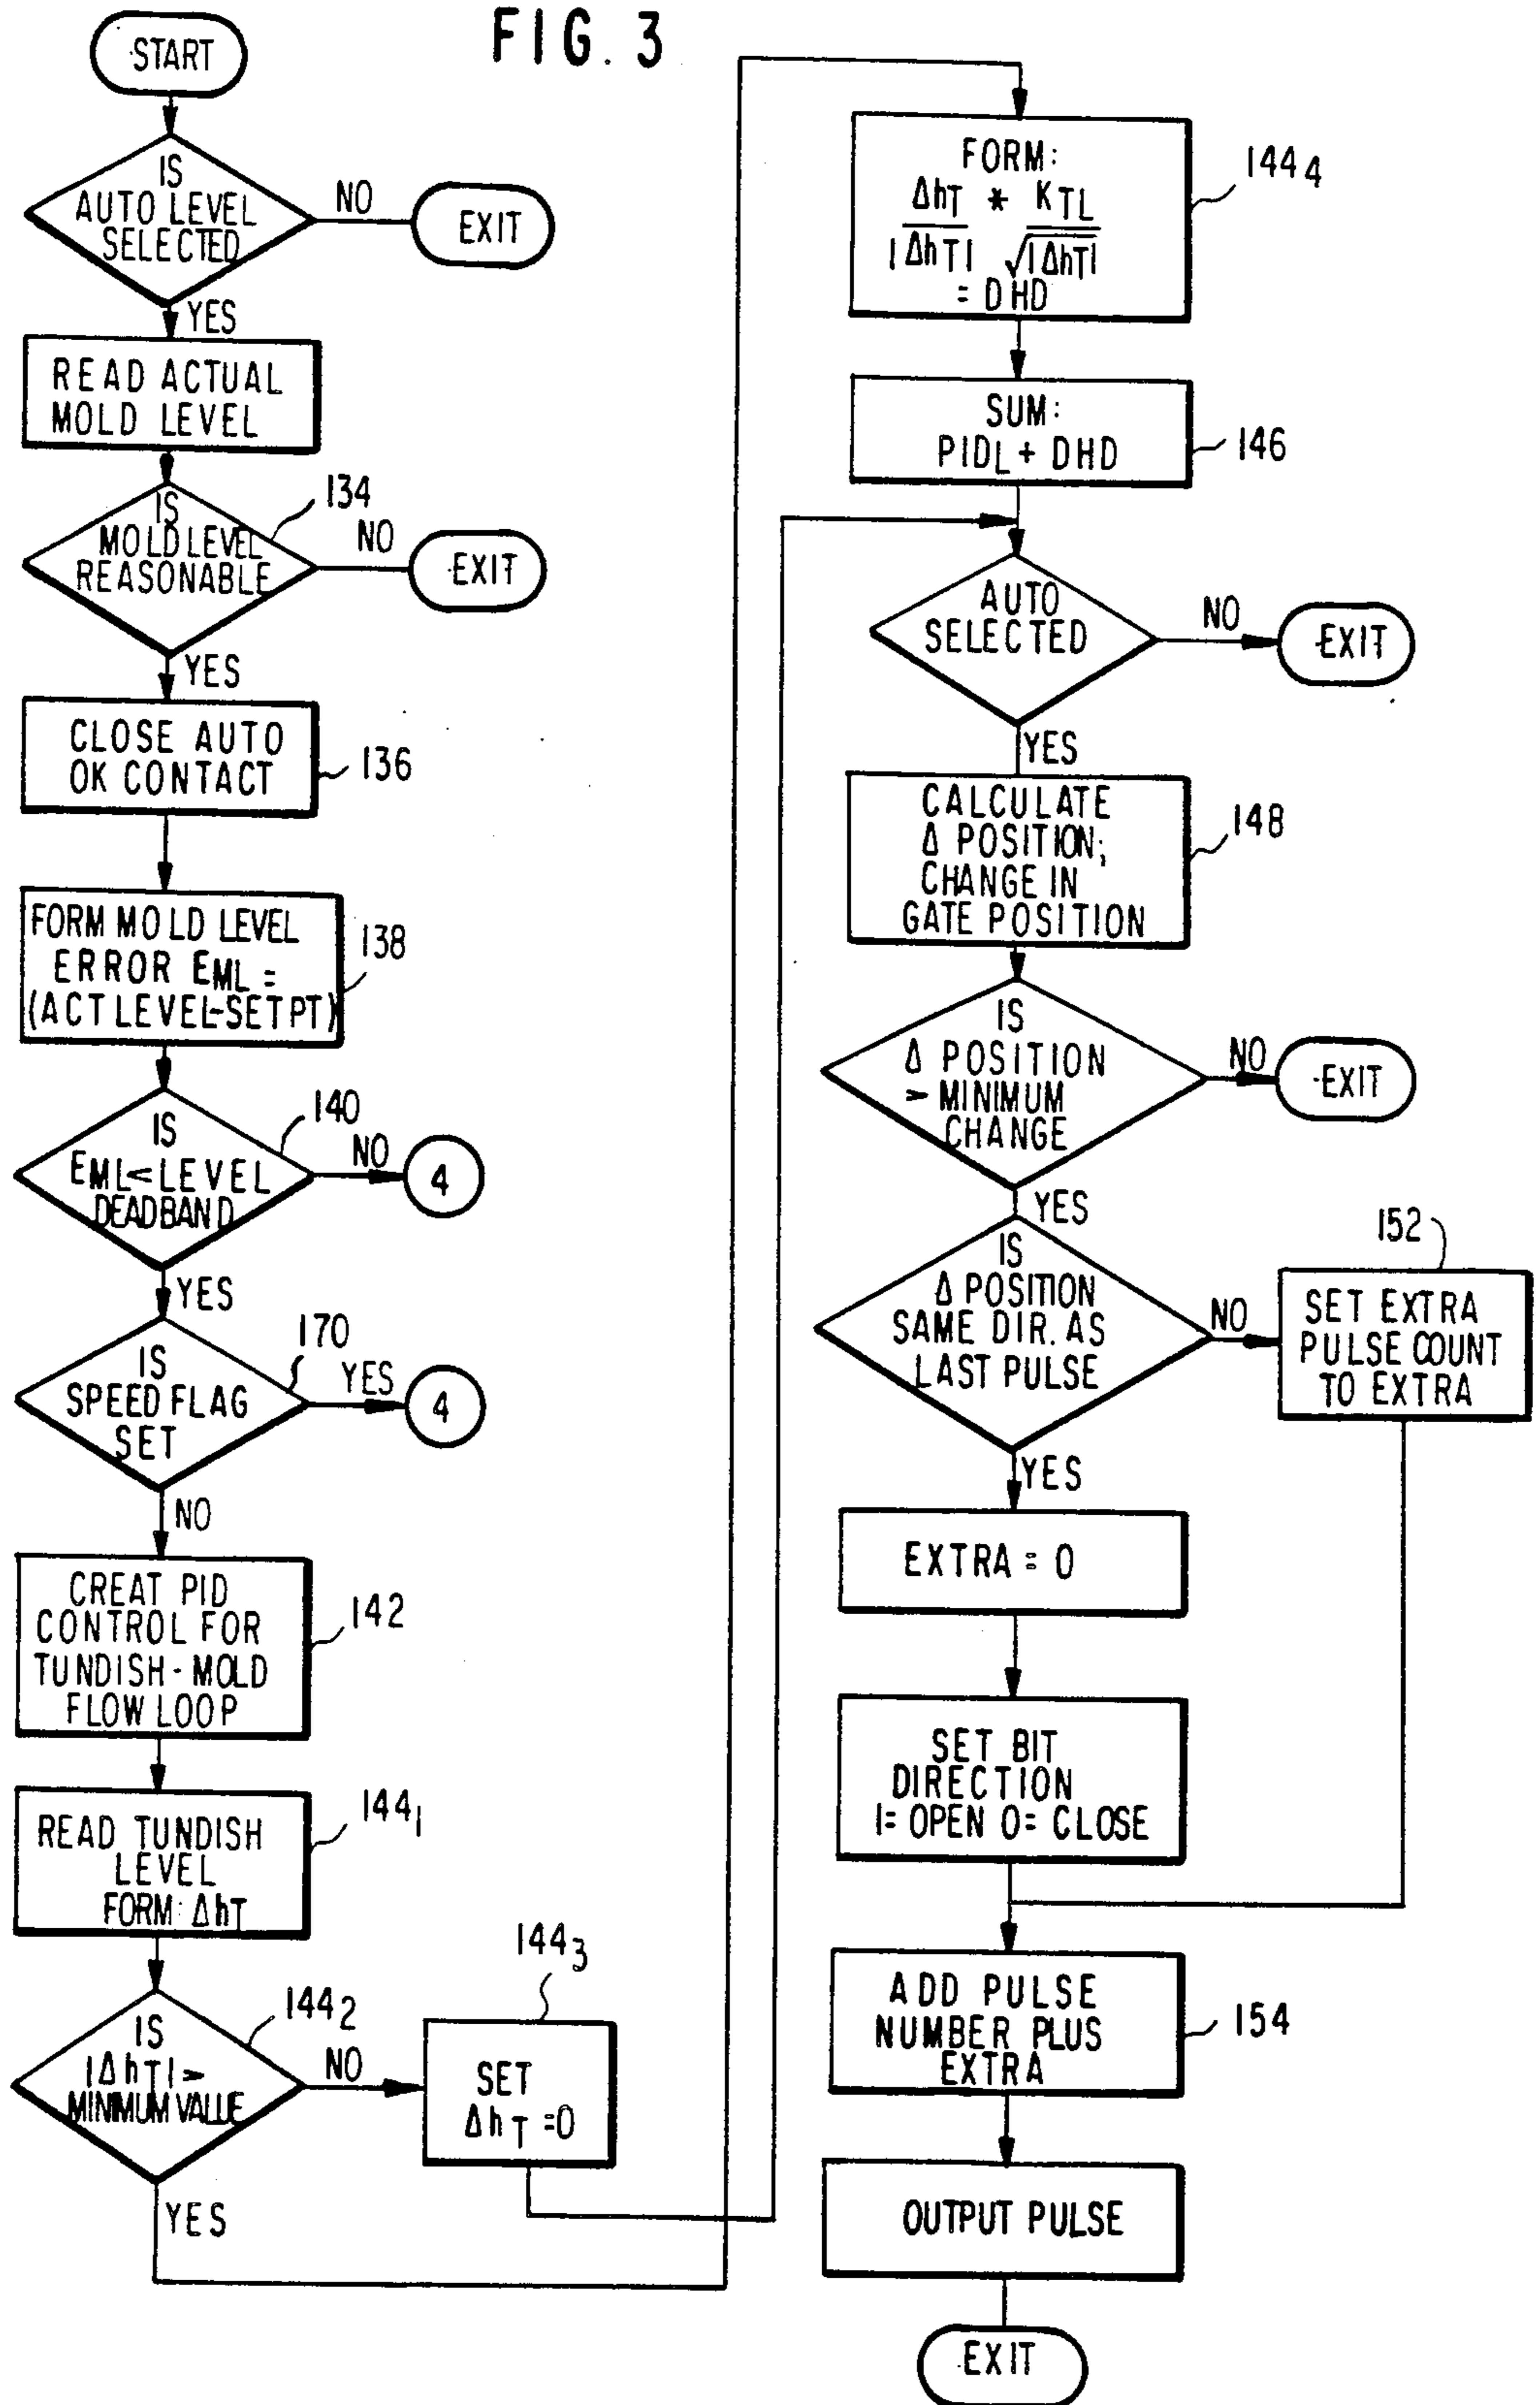 FIG. 3
START
IS
AUTO LEVEL
SELECTED
NO
EXIT
YES
READ ACTUAL
MOLD LEVEL
IS
MOLD LEVEL
REASONABLE
134
NO
EXIT
YES
CLOSE AUTO
OK CONTACT
136
FORM MOLD LEVEL
ERROR EML =
(ACT LEVEL-SET PT)
138
IS
EML < LEVEL
DEADBAND
140
NO
4
YES
IS
SPEED FLAG
SET
170
YES
4
NO
CREAT PID
CONTROL FOR
TUNDISH-MOLD
FLOW LOOP
142
READ TUNDISH
LEVEL
FORM: ΔhT
144₁
IS
|ΔhT| >
MINIMUM VALUE
144₂
NO
SET
ΔhT = 0
144₃
YES
FORM:
ΔhT * KTL
|ΔhT| √|ΔhT|
= DHD
144₄
SUM:
PIDL + DHD
146
AUTO
SELECTED
NO
EXIT
YES
CALCULATE
Δ POSITION;
CHANGE IN
GATE POSITION
148
IS
Δ POSITION
> MINIMUM
CHANGE
NO
EXIT
YES
IS
Δ POSITION
SAME DIR. AS
LAST PULSE
NO
SET EXTRA
PULSE COUNT
TO EXTRA
152
YES
EXTRA = 0
SET BIT
DIRECTION
1= OPEN 0= CLOSE
ADD PULSE
NUMBER PLUS
EXTRA
154
OUTPUT PULSE
EXIT